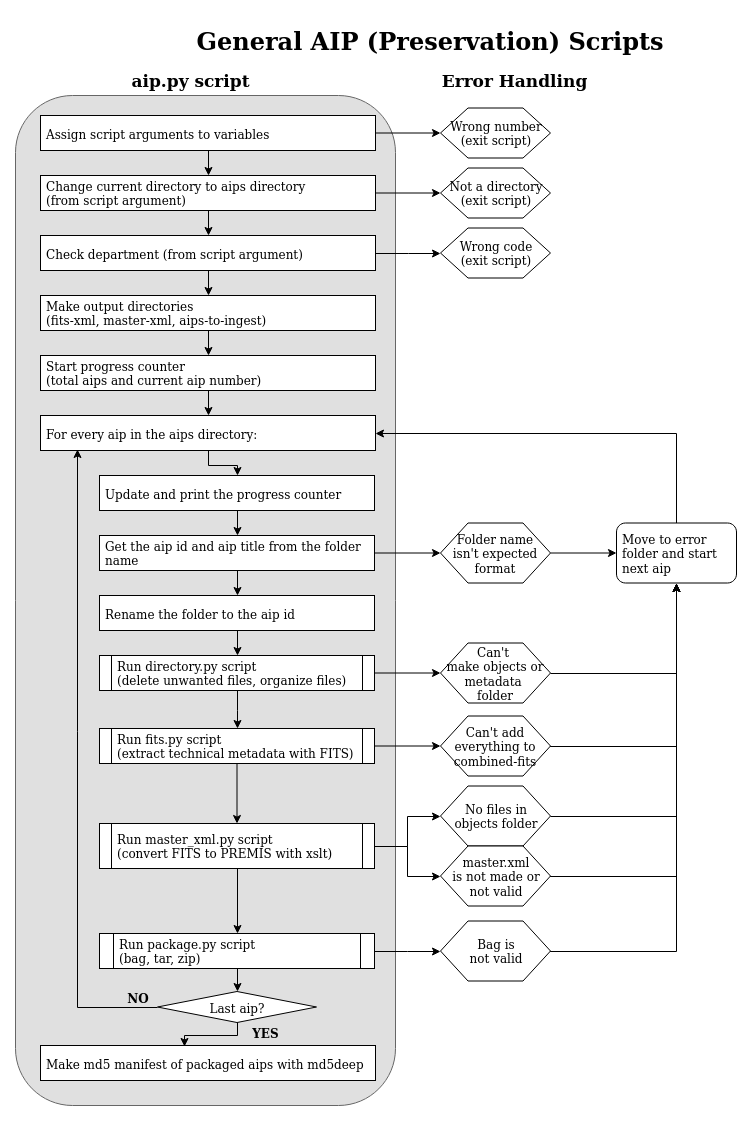 General AIP (Preservation) Scripts
aip.py script
Error Handling
Assign script arguments to variables
Wrong number
(exit script)
Change current directory to aips directory
(from script argument)
Not a directory
(exit script)
Check department (from script argument)
Wrong code
(exit script)
Make output directories
(fits-xml, master-xml, aips-to-ingest)
Start progress counter
(total aips and current aip number)
For every aip in the aips directory:
Update and print the progress counter
Get the aip id and aip title from the folder
name
Folder name
isn't expected
format
Move to error
folder and start
next aip
Rename the folder to the aip id
Run directory.py script
(delete unwanted files, organize files)
Can't
make objects or
metadata
folder
Run fits.py script
(extract technical metadata with FITS)
Can't add
everything to
combined-fits
Run master_xml.py script
(convert FITS to PREMIS with xslt)
No files in
objects folder
master.xml
is not made or
not valid
Run package.py script
(bag, tar, zip)
Bag is
not valid
NO
Last aip?
YES
Make md5 manifest of packaged aips with md5deep